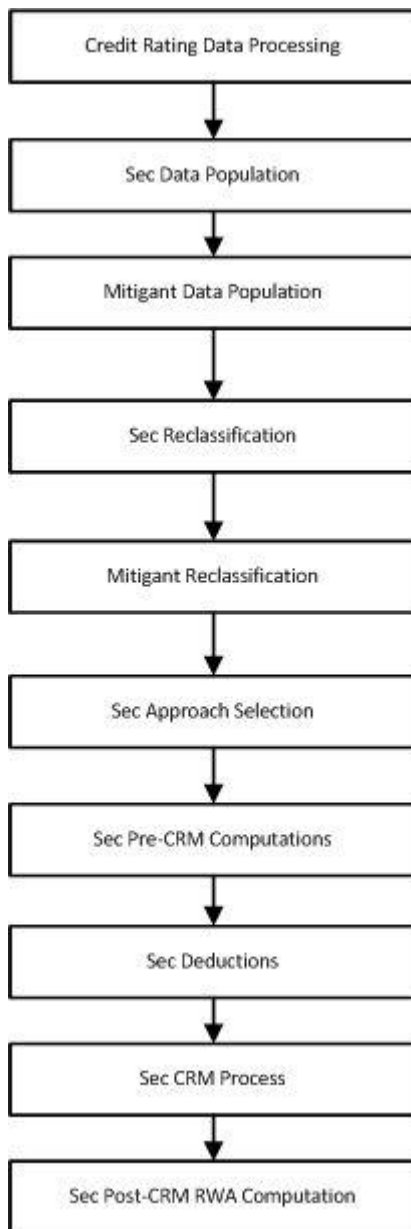 Credit Rating Data Processing
Sec Data Population
Mitigant Data Population
Sec Reclassification
Mitigant Reclassification
Sec Approach Selection
Sec Pre-CRM Computations
Sec Deductions
Sec CRM Process
Sec Post-CRM RWA Computation